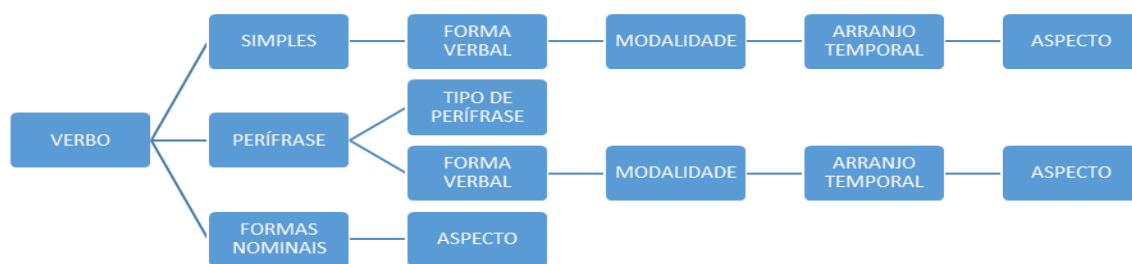 SIMPLES
FORMA
VERBAL
MODALIDADE
ARRANJO
TEMPORAL
ASPECTO
VERBO
PERÍFRASE
TIPO DE
PERÍFRASE
FORMA
VERBAL
MODALIDADE
ARRANJO
TEMPORAL
ASPECTO
FORMAS
NOMINAIS
ASPECTO